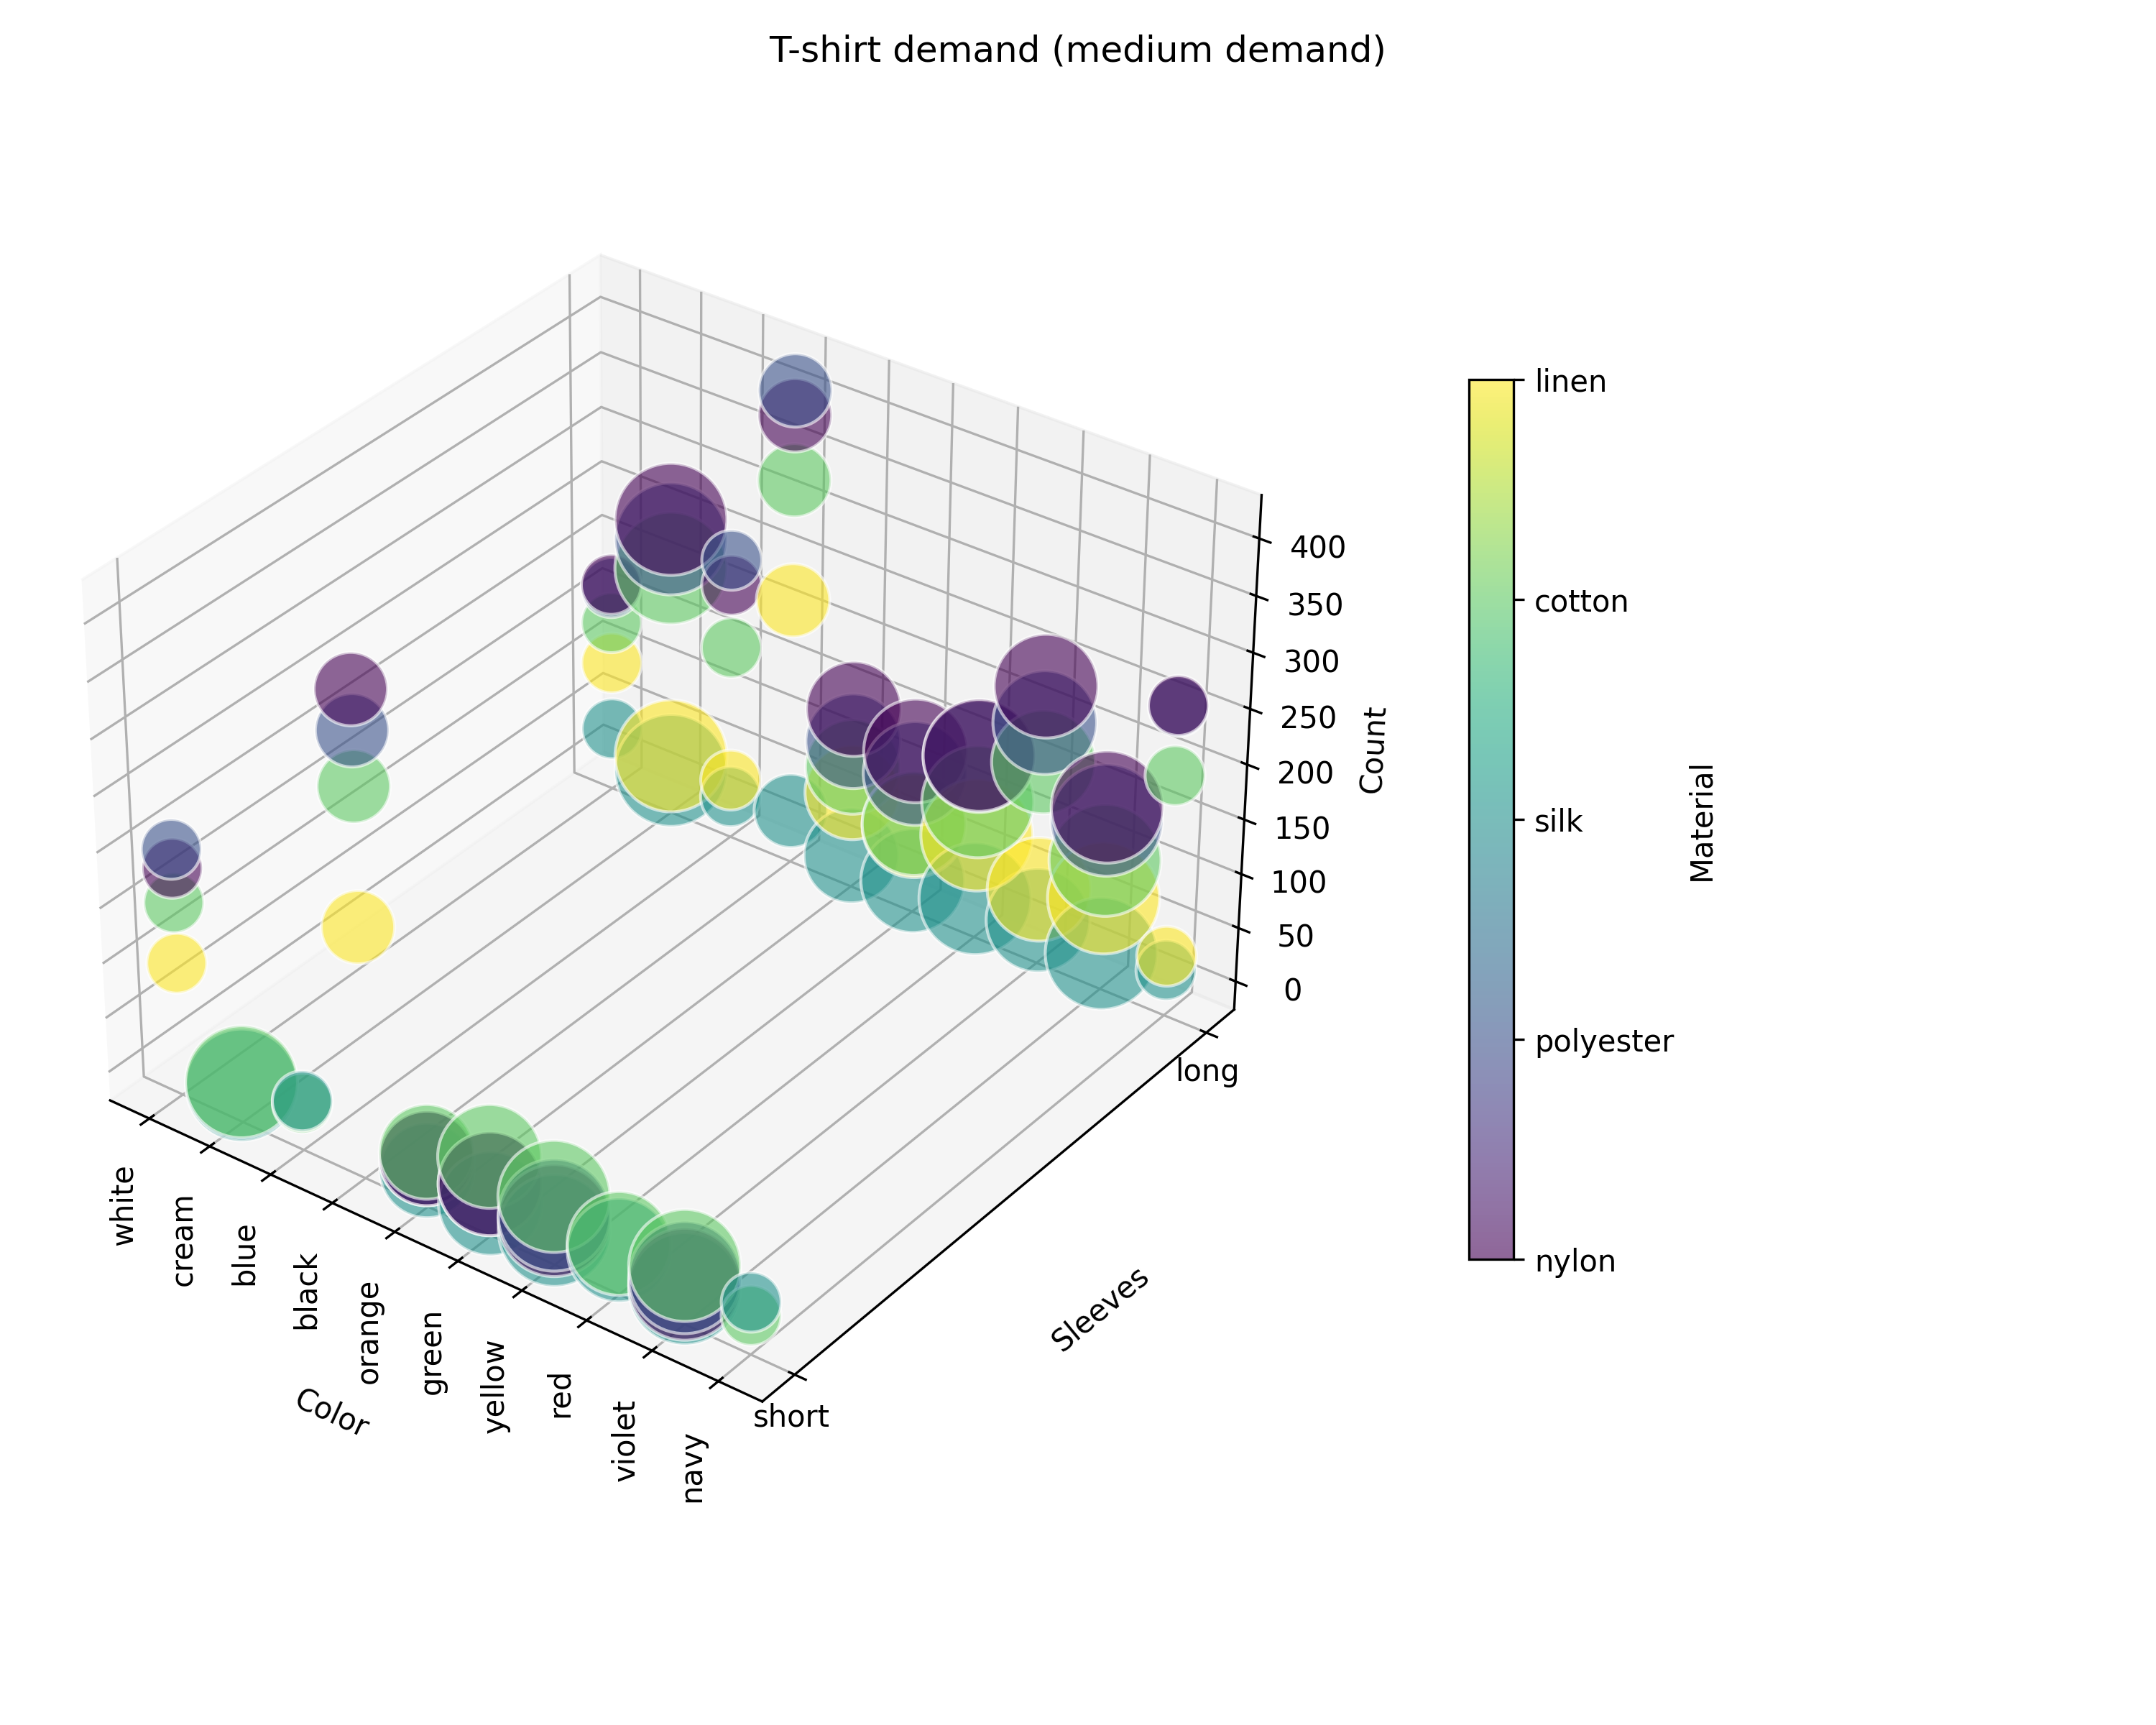 T-shirt demand (medium demand)
400
350
300
250
200
150
100
50
0
Count
long
short
Sleeves
white
cream
blue
black
orange
green
yellow
red
violet
navy
Color
linen
cotton
silk
polyester
nylon
Material